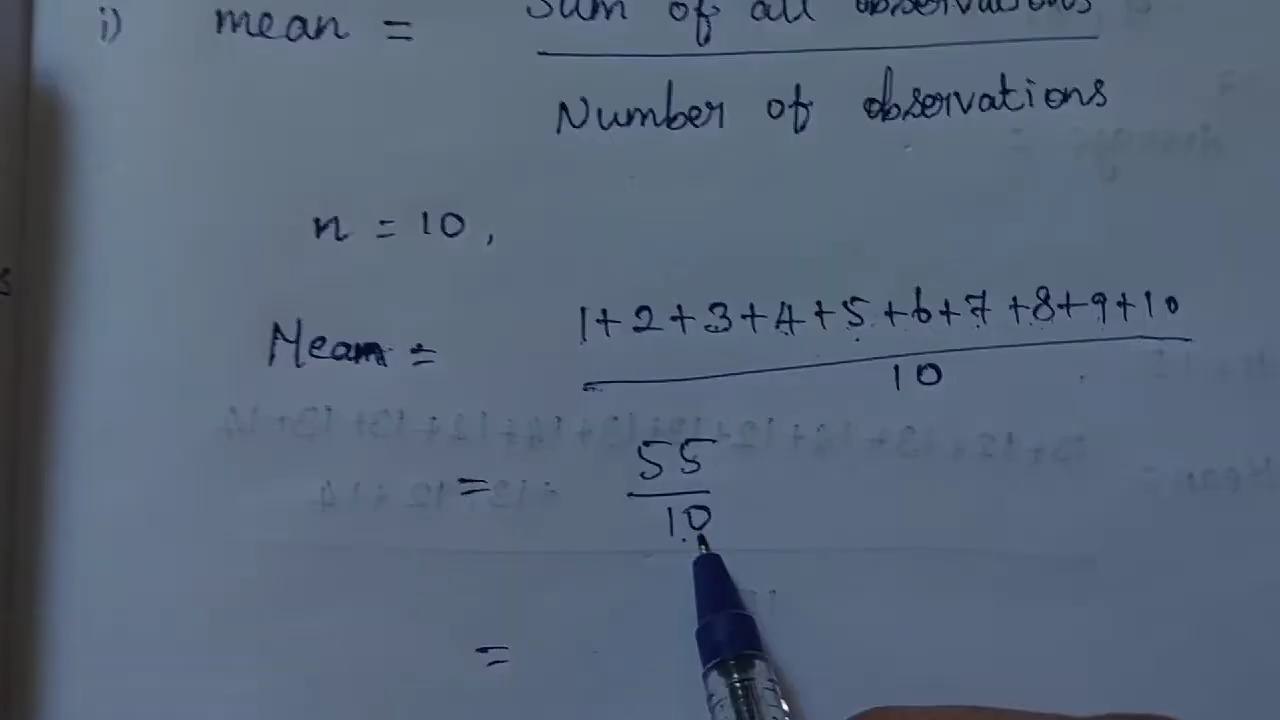 i) mean = Sum of all observations
Number of observations
n = 10,
Mean = 1+2+3+4+5+6+7+8+9+10
10
= 55
10
=